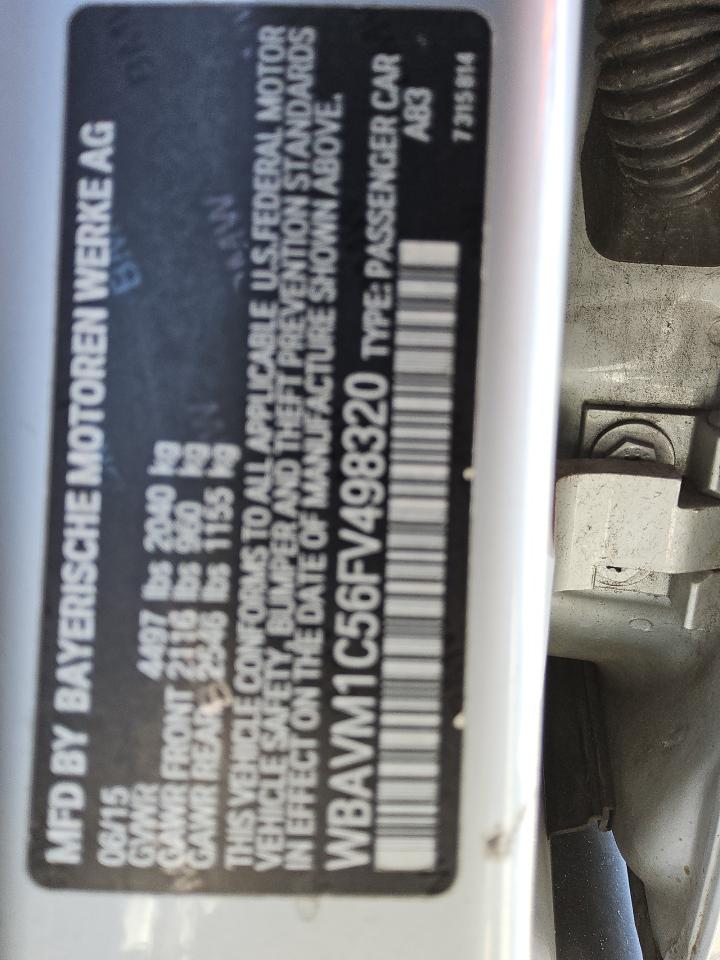 MFD BY BAYERISCHE MOTOREN WERKE AG
06/15
GVWR 4497 lbs 2040 kg
GAWR FRONT 2116 lbs 960 kg
GAWR REAR 2546 lbs 1155 kg
THIS VEHICLE CONFORMS TO ALL APPLICABLE U.S.FEDERAL MOTOR
VEHICLE SAFETY, BUMPER AND THEFT PREVENTION STANDARDS
IN EFFECT ON THE DATE OF MANUFACTURE SHOWN ABOVE.
WBAVM1C56FV498320 TYPE: PASSENGER CAR
A83
7 315 814